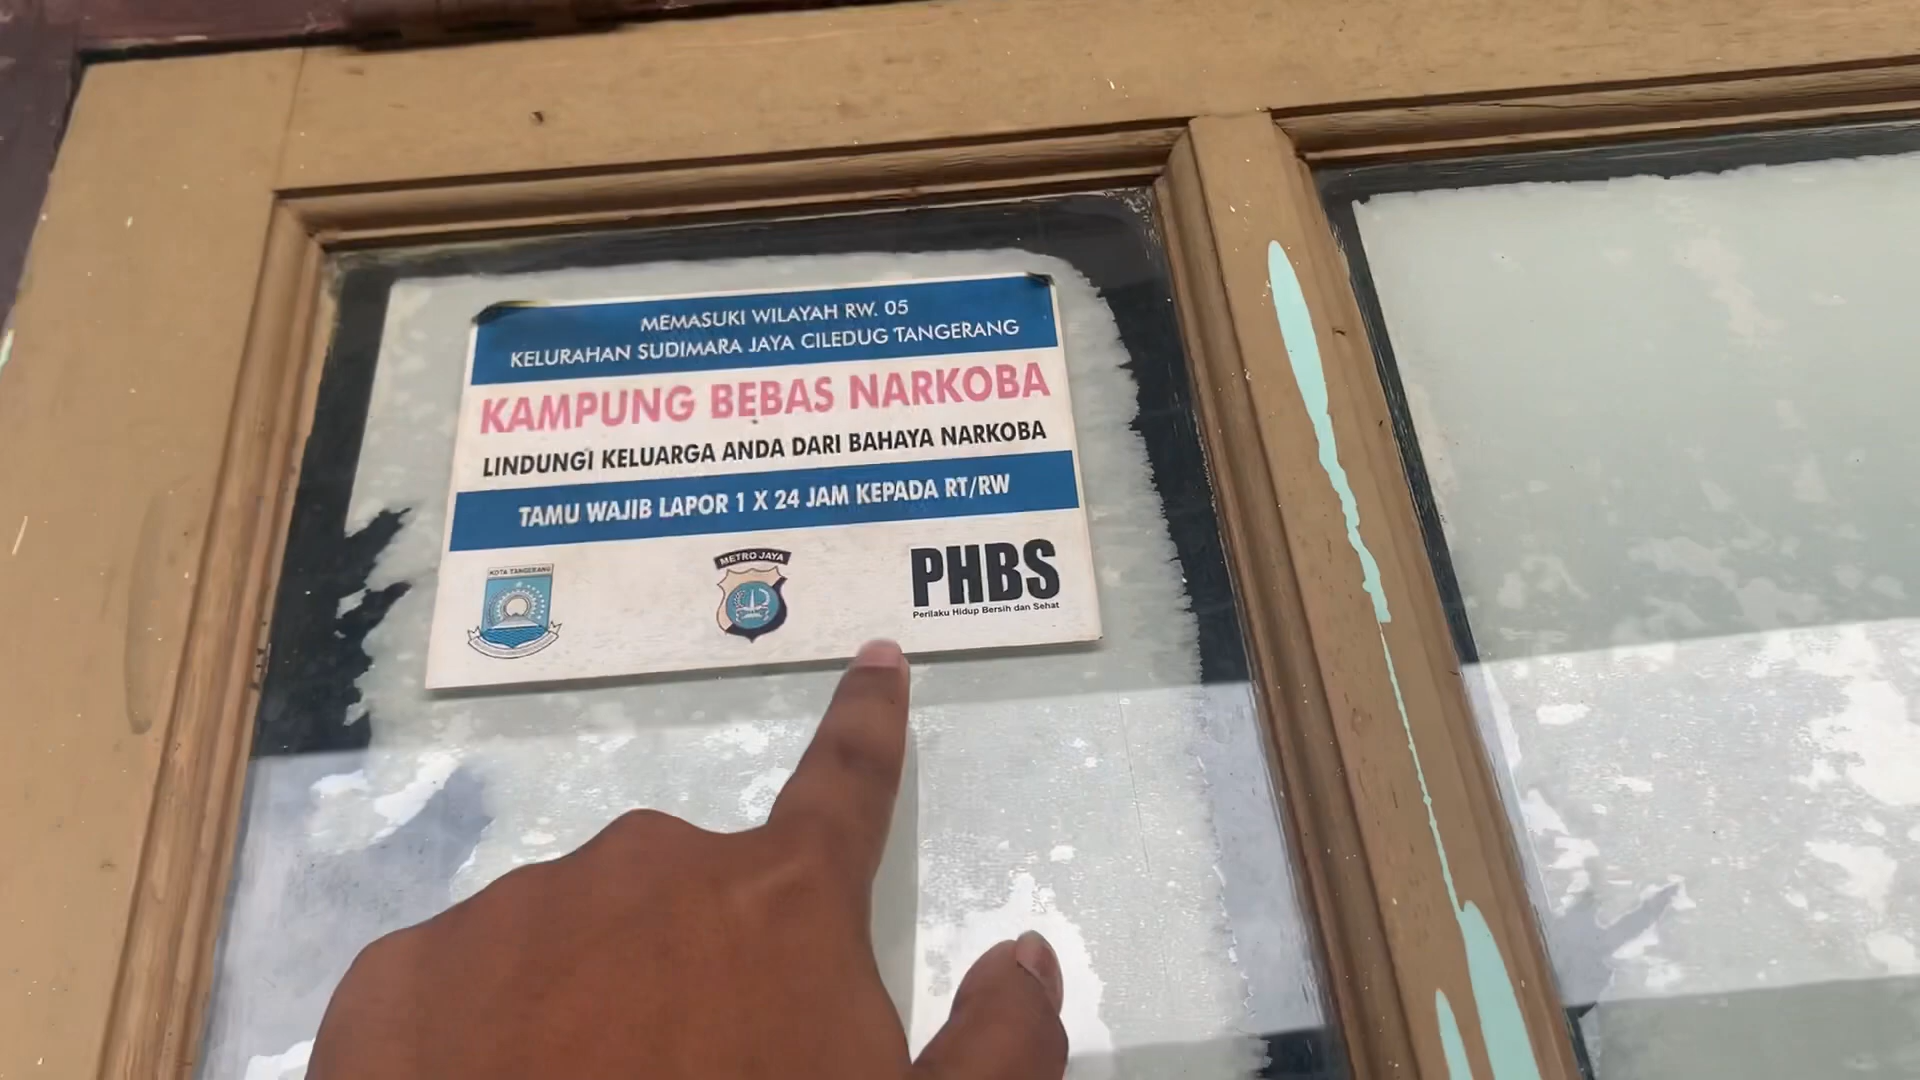 MEMASUKI WILAYAH RW. 05
KELURAHAN SUDIMARA JAYA CILEDUG TANGERANG
KAMPUNG BEBAS NARKOBA
LINDUNGI KELUARGA ANDA DARI BAHAYA NARKOBA
TAMU WAJIB LAPOR 1 X 24 JAM KEPADA RT/RW
KOTA TANGERANG
METRO JAYA
PHBS
Perilaku Hidup Bersih dan Sehat